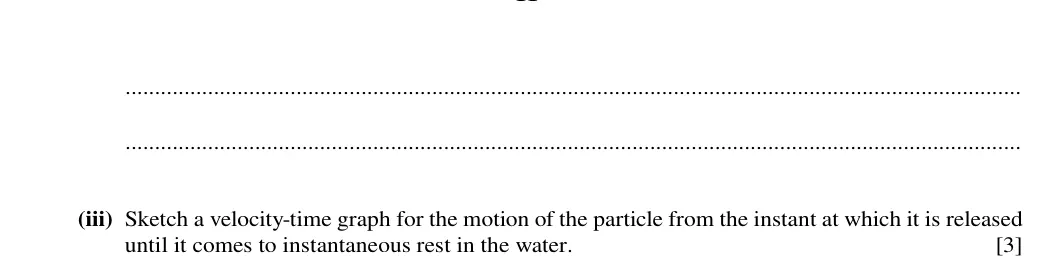 (iii) Sketch a velocity-time graph for the motion of the particle from the instant at which it is released
until it comes to instantaneous rest in the water. [3]